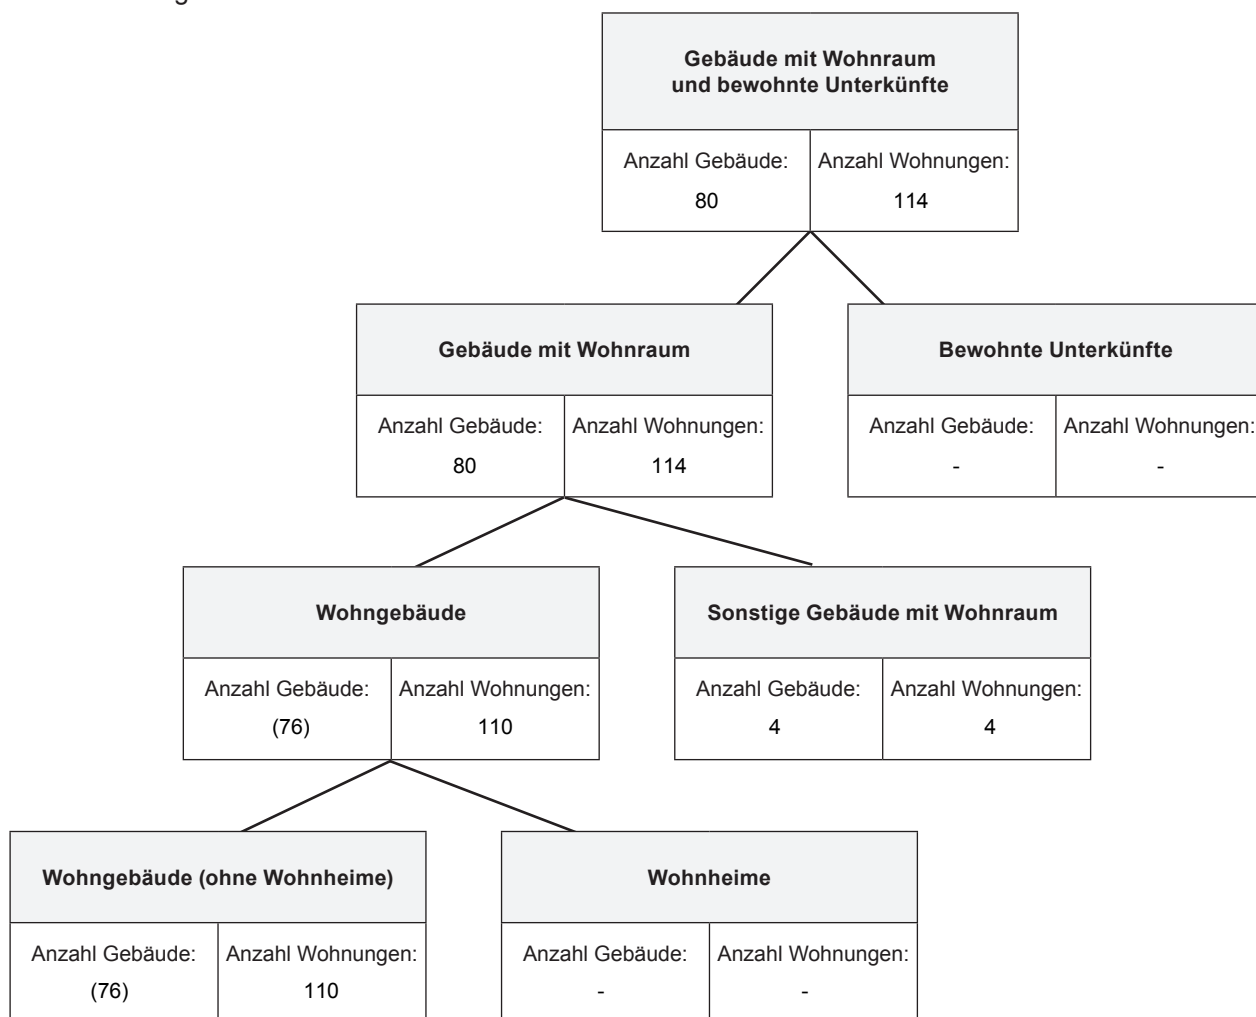 Gebäude mit Wohnraum
und bewohnte Unterkünfte
Anzahl Gebäude: Anzahl Wohnungen:
80 114
Gebäude mit Wohnraum
Bewohnte Unterkünfte
Anzahl Gebäude: Anzahl Wohnungen:
80 114
Anzahl Gebäude: Anzahl Wohnungen:
- -
Wohngebäude
Sonstige Gebäude mit Wohnraum
Anzahl Gebäude: Anzahl Wohnungen:
(76) 110
Anzahl Gebäude: Anzahl Wohnungen:
4 4
Wohngebäude (ohne Wohnheime)
Wohnheime
Anzahl Gebäude: Anzahl Wohnungen:
(76) 110
Anzahl Gebäude: Anzahl Wohnungen:
- -